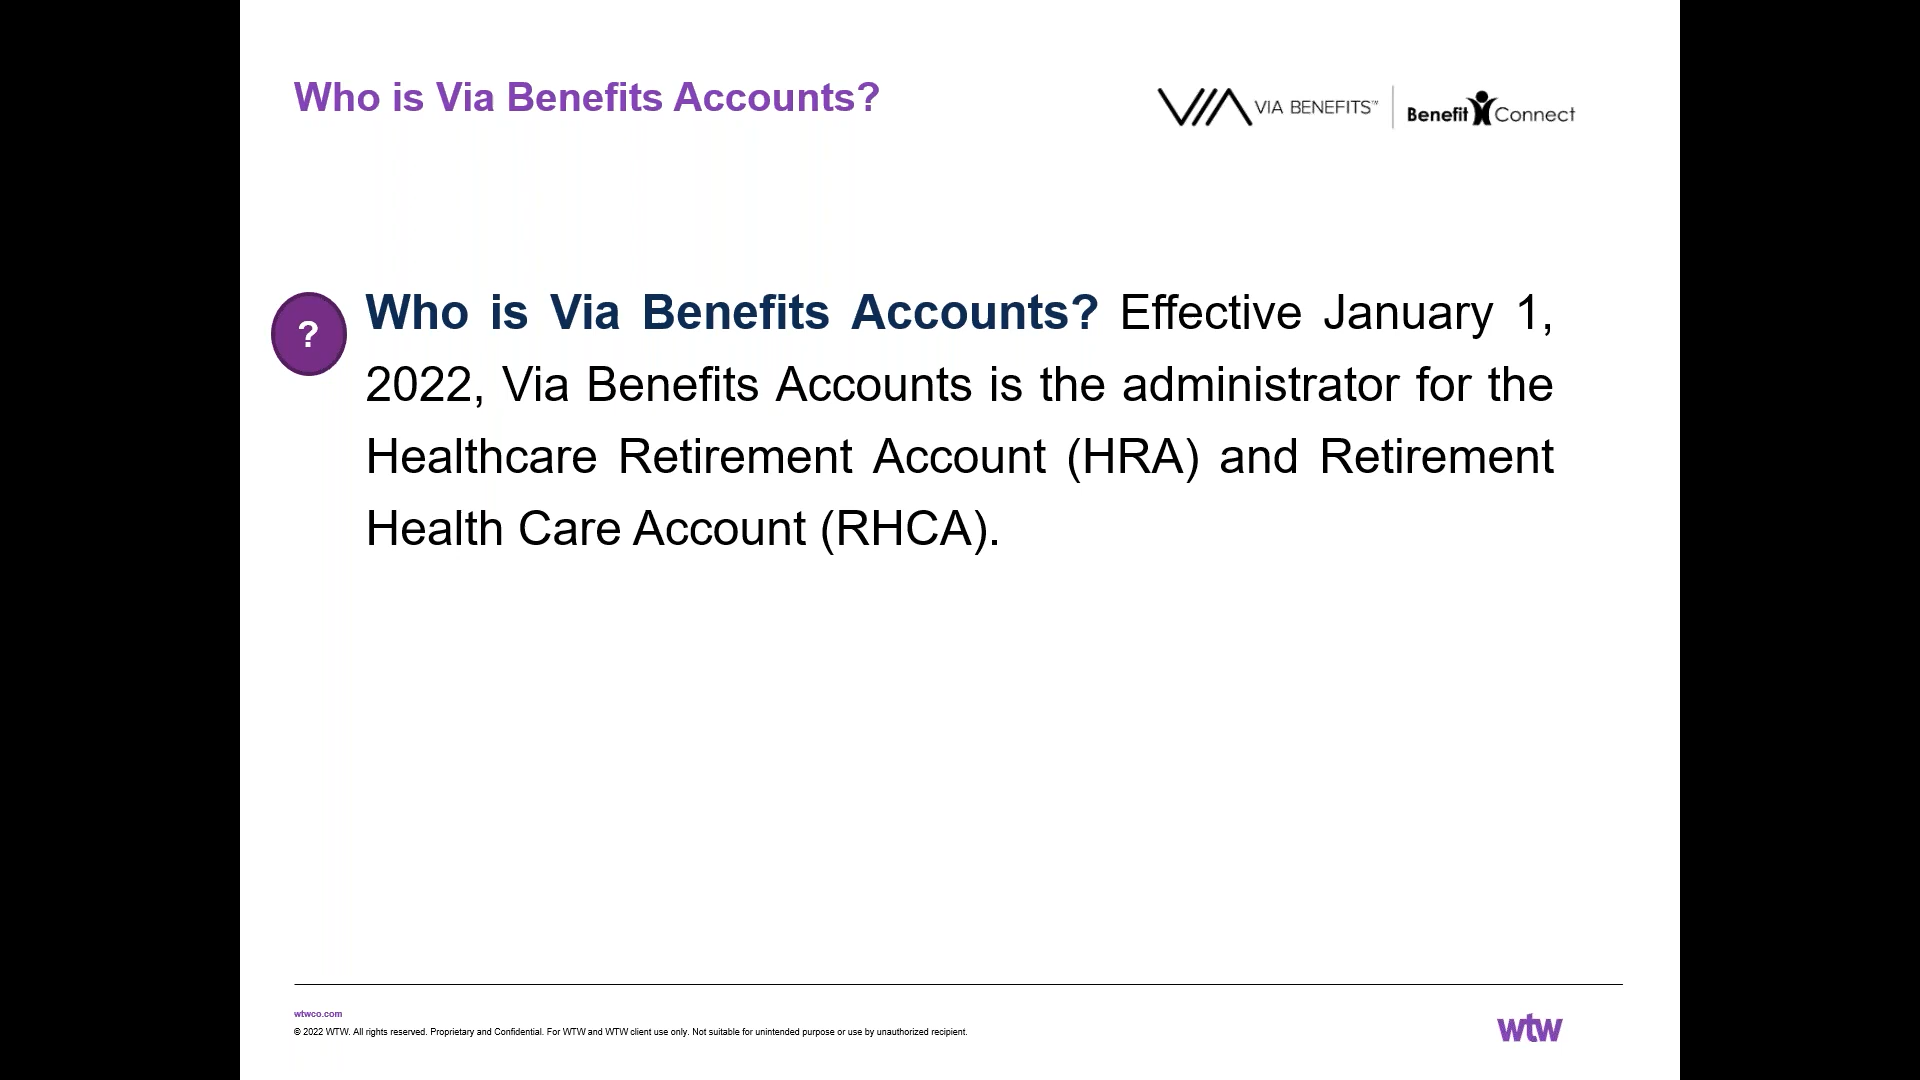 Who is Via Benefits Accounts?
VIA BENEFITS™ Benefit Connect
? Who is Via Benefits Accounts? Effective January 1,
2022, Via Benefits Accounts is the administrator for the
Healthcare Retirement Account (HRA) and Retirement
Health Care Account (RHCA).
wtwco.com
© 2022 WTW. All rights reserved. Proprietary and Confidential. For WTW and WTW client use only. Not suitable for unintended purpose or use by unauthorized recipient.
wtw